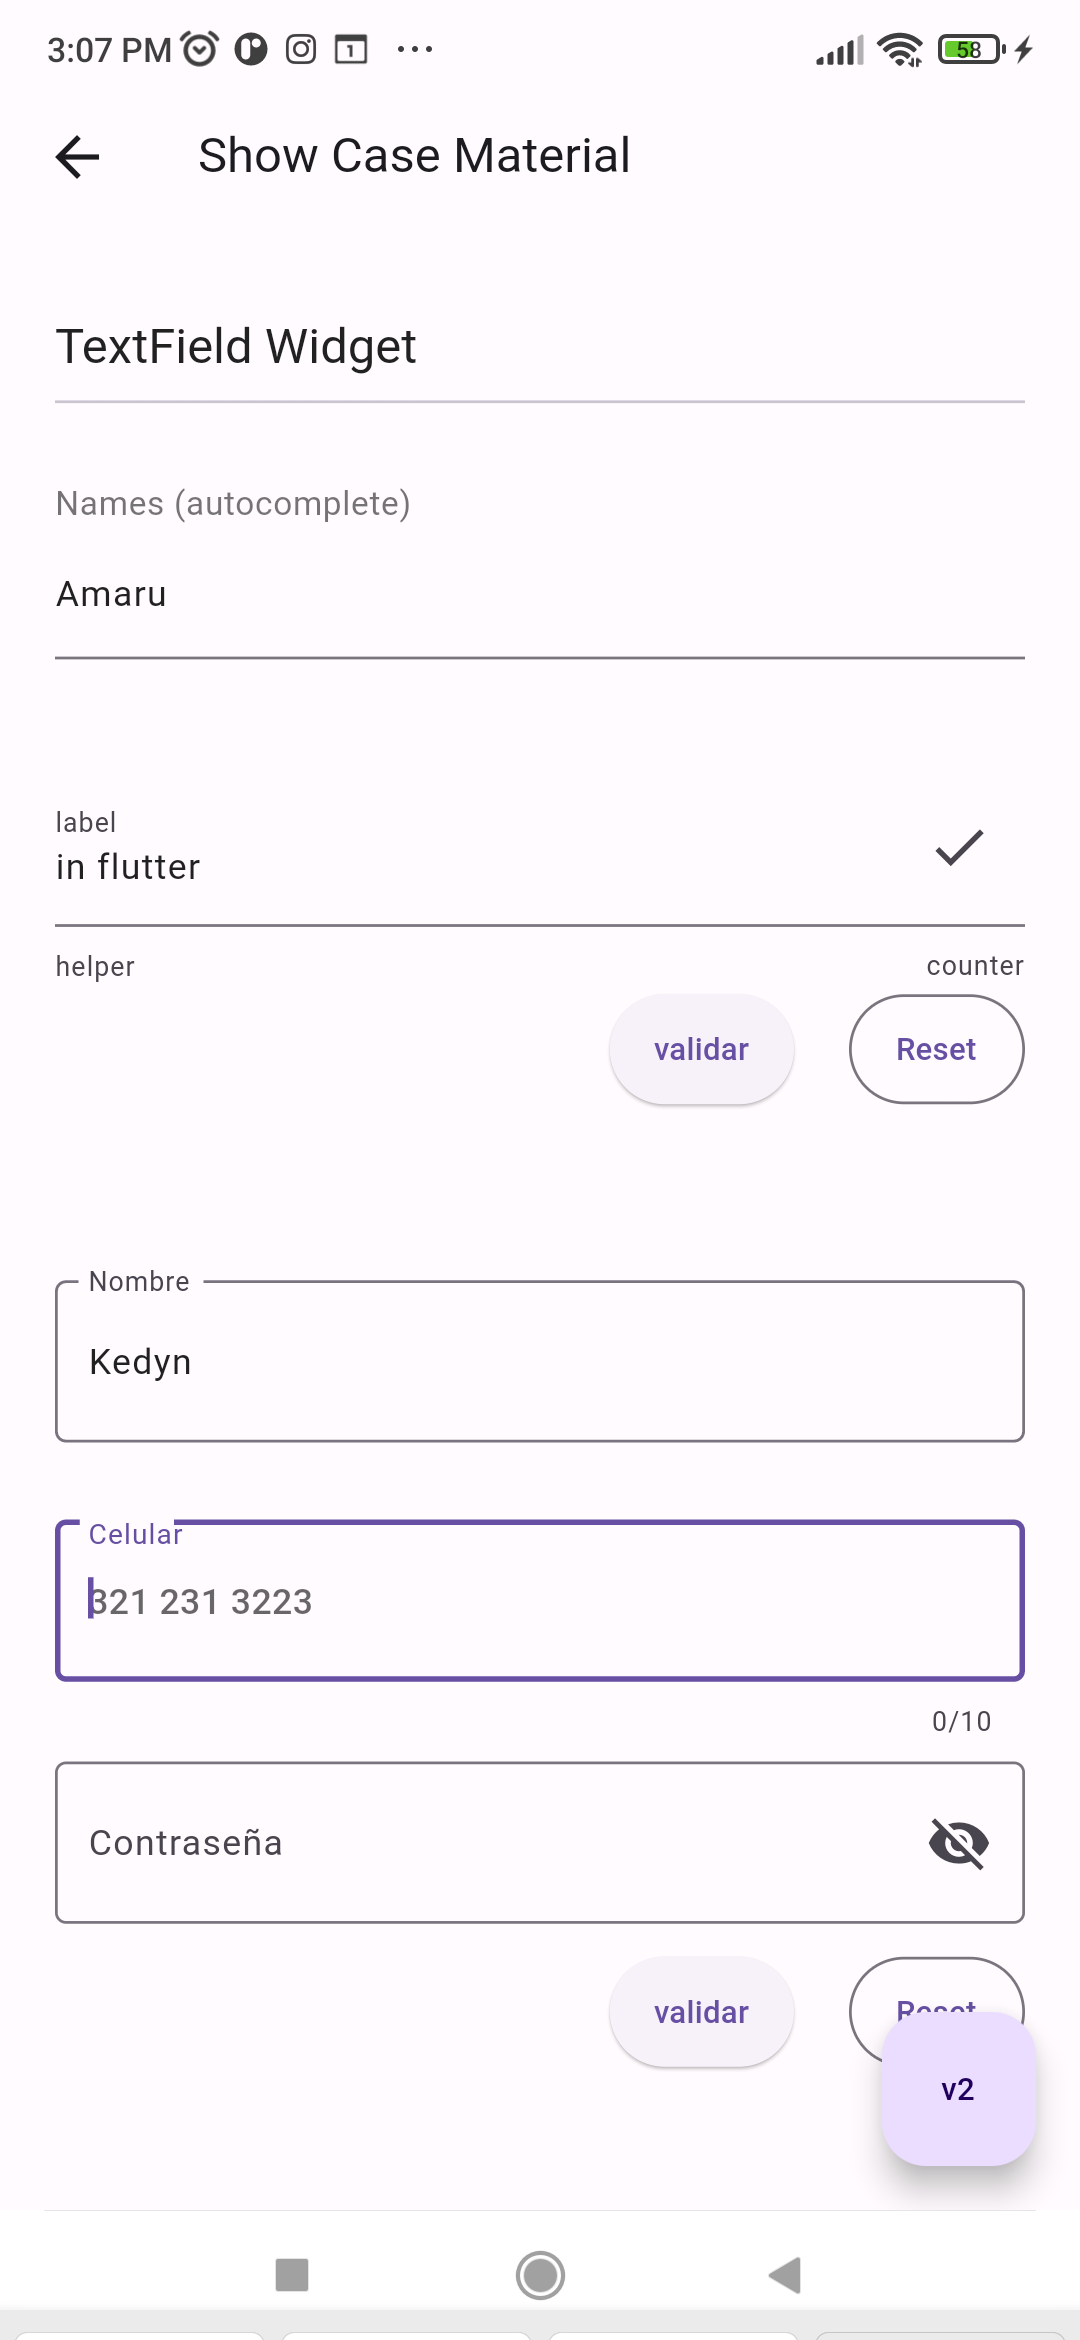 3:07 PM
58
Show Case Material
TextField Widget
Names (autocomplete)
Amaru
label
in flutter
helper
counter
validar
Reset
Nombre
Kedyn
Celular
321 231 3223
0/10
Contraseña
validar
Reset
v2